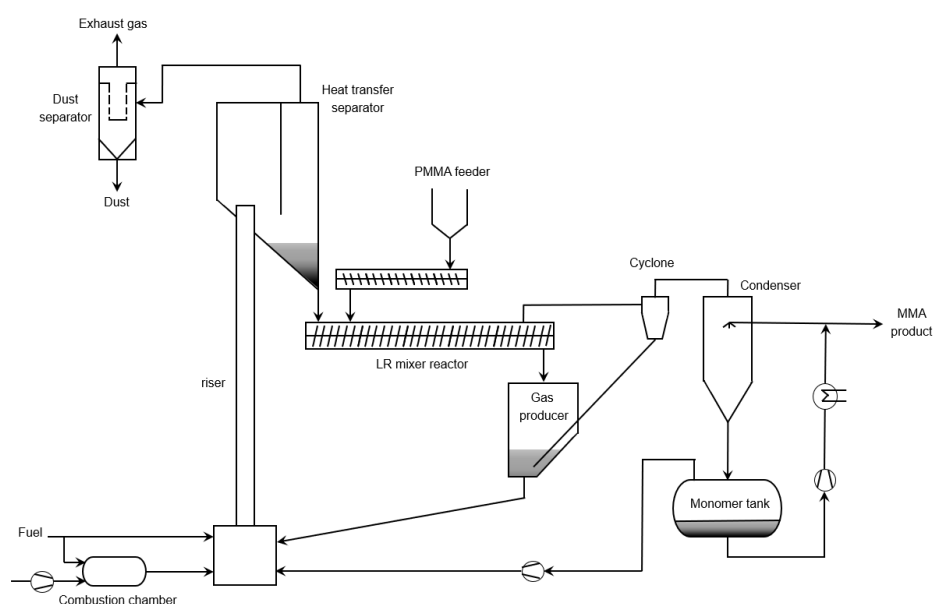 Exhaust gas
Dust
separator
Dust
Heat transfer
separator
PMMA feeder
Cyclone
Condenser
MMA
product
LR mixer reactor
riser
Gas
producer
Monomer tank
Fuel
Combustion chamber